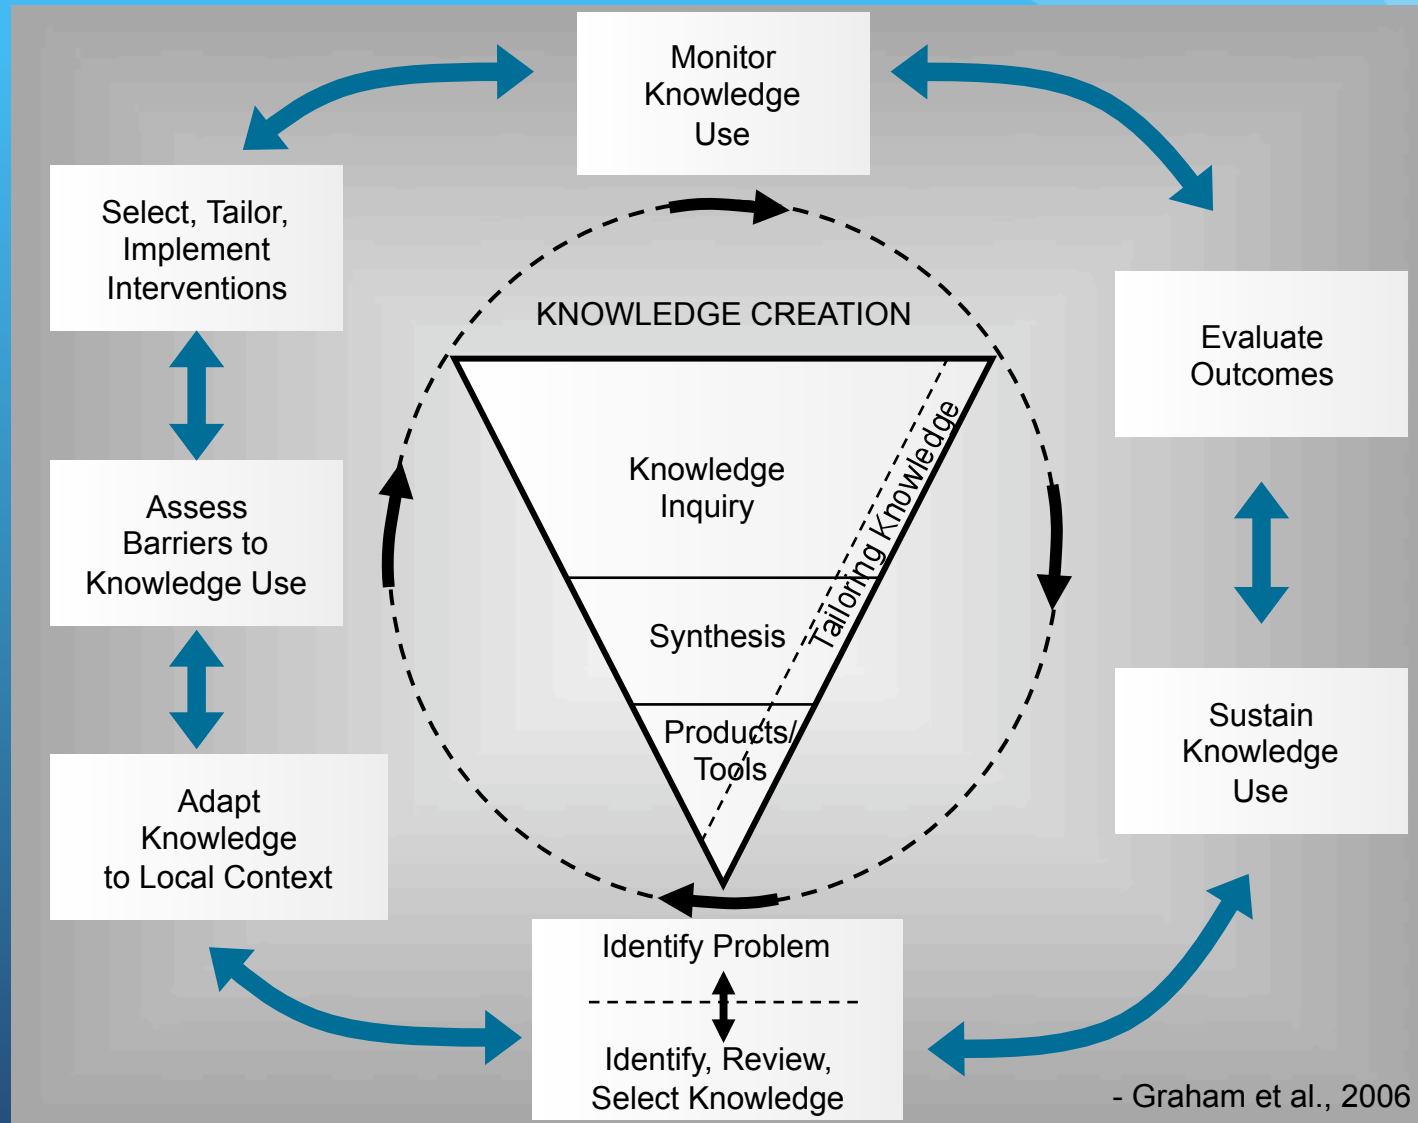 Monitor
Knowledge
Use
Select, Tailor,
Implement
Interventions
KNOWLEDGE CREATION
Evaluate
Outcomes
Knowledge
Inquiry
Tailoring Knowledge
Assess
Barriers to
Knowledge Use
Synthesis
Products/
Tools
Sustain
Knowledge
Use
Adapt
Knowledge
to Local Context
Identify Problem
Identify, Review,
Select Knowledge
- Graham et al., 2006